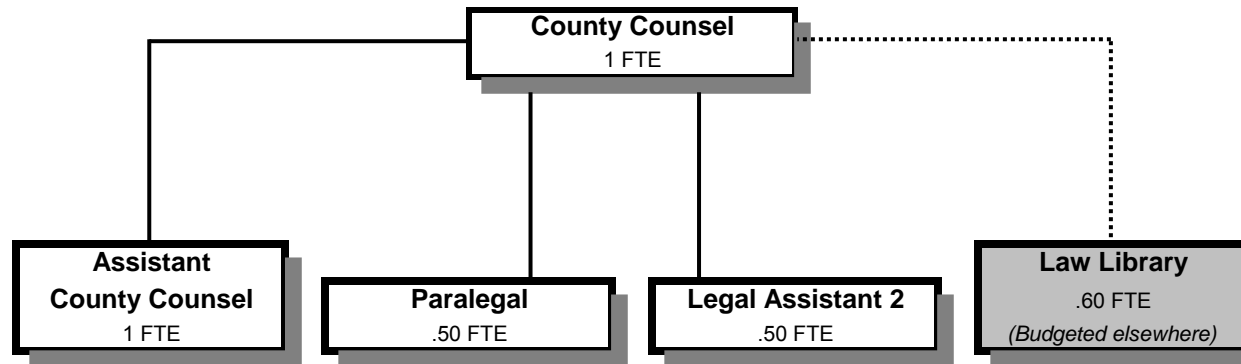 County Counsel
1 FTE
Assistant
County Counsel
1 FTE
Paralegal
.50 FTE
Legal Assistant 2
.50 FTE
Law Library
.60 FTE
(Budgeted elsewhere)